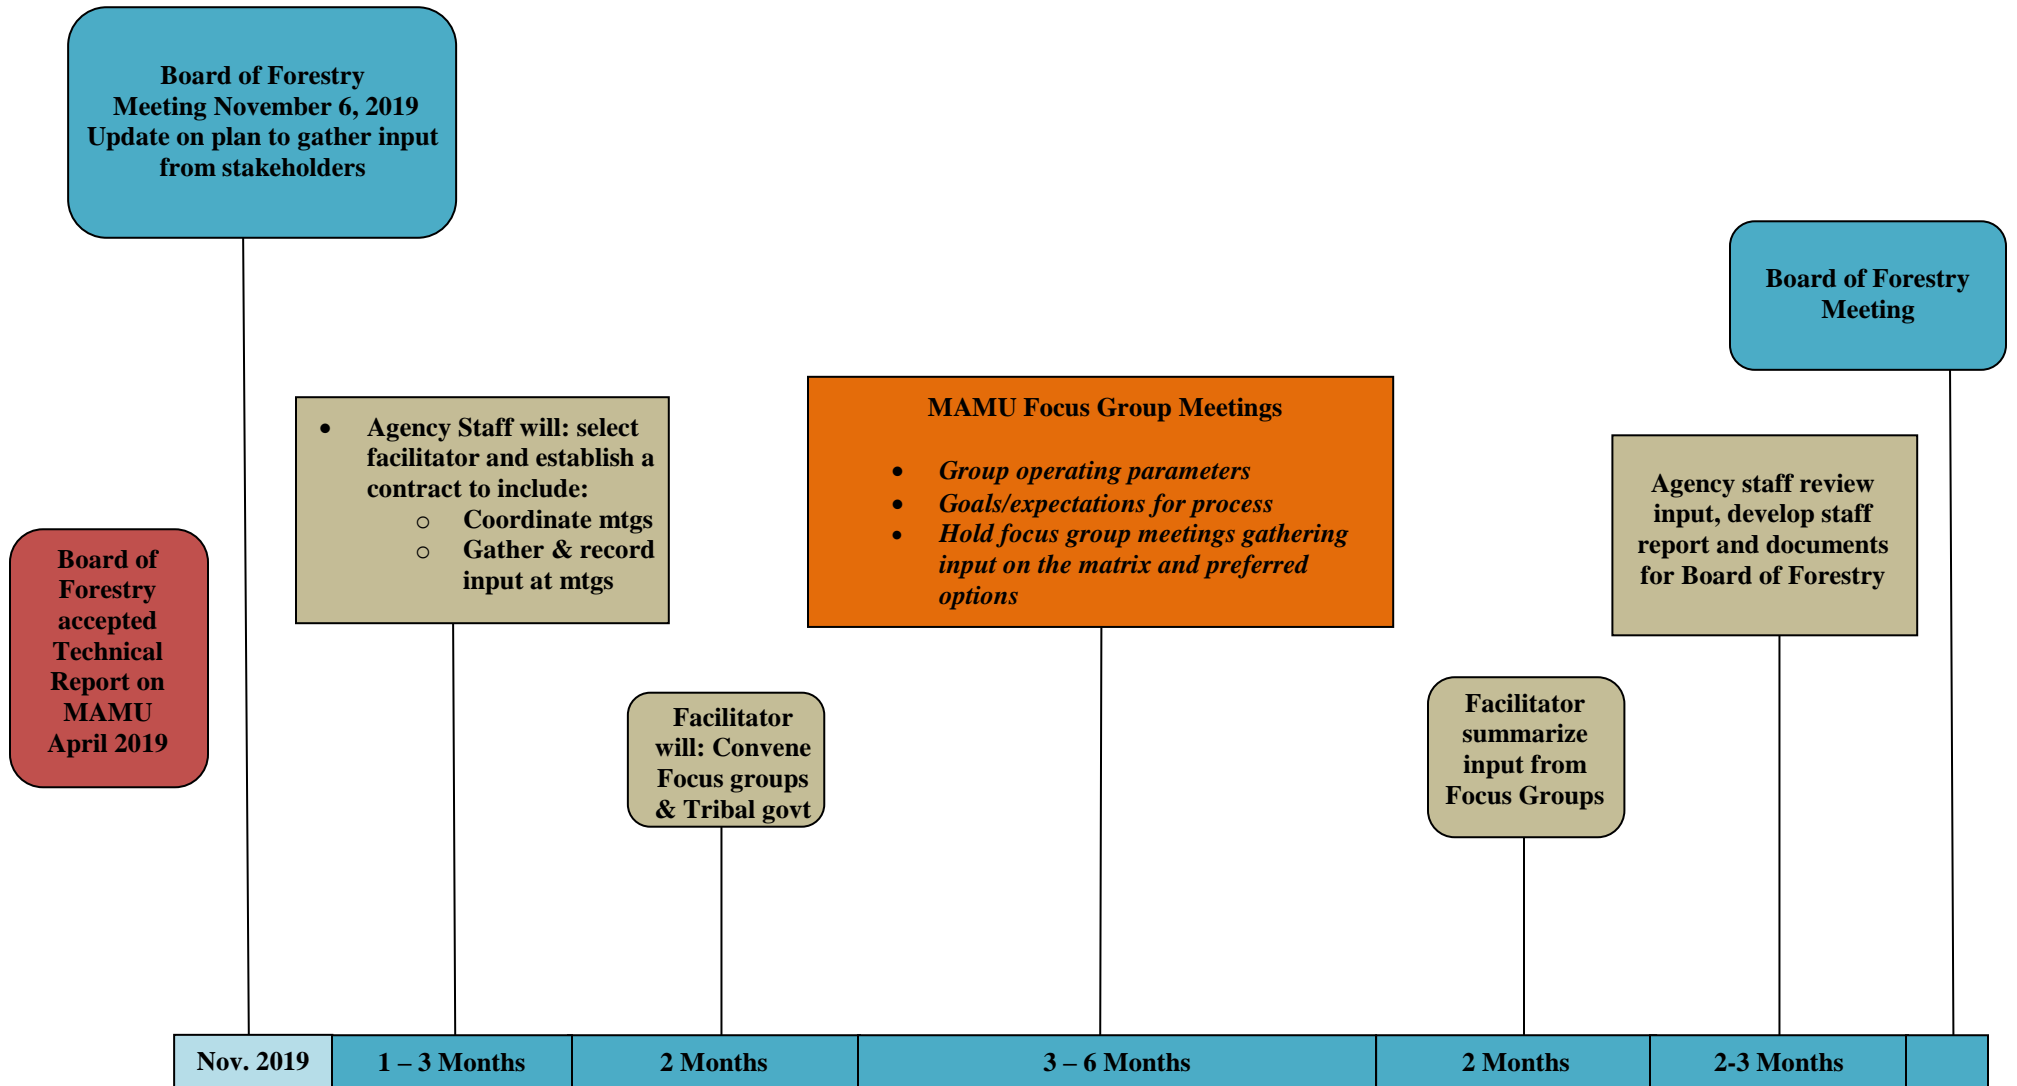 Board of Forestry
Meeting November 6, 2019
Update on plan to gather input
from stakeholders
Board of Forestry
Meeting
• Agency Staff will: select
facilitator and establish a
contract to include:
o Coordinate mtgs
o Gather & record
input at mtgs
MAMU Focus Group Meetings
• Group operating parameters
• Goals/expectations for process
• Hold focus group meetings gathering
input on the matrix and preferred
options
Agency staff review
input, develop staff
report and documents
for Board of Forestry
Board of
Forestry
accepted
Technical
Report on
MAMU
April 2019
Facilitator
will: Convene
Focus groups
& Tribal govt
Facilitator
summarize
input from
Focus Groups
Nov. 2019
1 – 3 Months
2 Months
3 – 6 Months
2 Months
2-3 Months